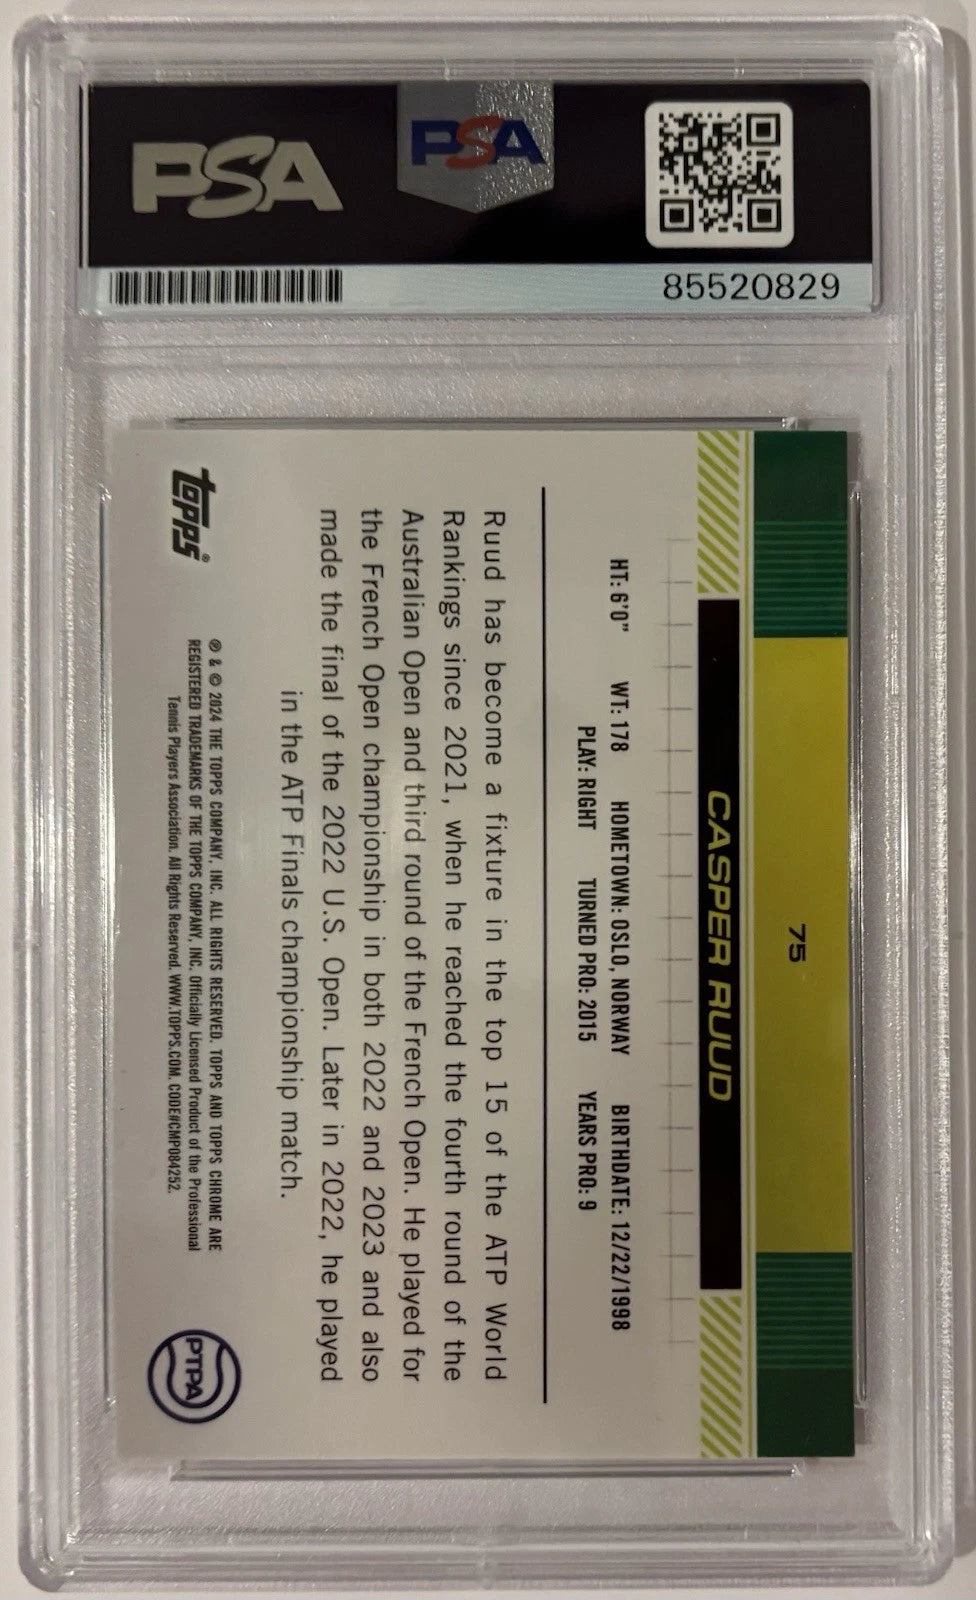 PSA
PSA
85520829
75
CASPER RUUD
HT: 6'0" WT: 178 HOMETOWN: OSLO, NORWAY BIRTHDATE: 12/22/1998
PLAY: RIGHT TURNED PRO: 2015 YEARS PRO: 9
Ruud has become a fixture in the top 15 of the ATP World
Rankings since 2021, when he reached the fourth round of the
Australian Open and third round of the French Open. He played for
the French Open championship in both 2022 and 2023 and also
made the final of the 2022 U.S. Open. Later in 2022, he played
in the ATP Finals championship match.
topps®
℗ & © 2024 THE TOPPS COMPANY, INC. ALL RIGHTS RESERVED. TOPPS AND TOPPS CHROME ARE
REGISTERED TRADEMARKS OF THE TOPPS COMPANY, INC. Officially Licensed Product of the Professional
Tennis Players Association. All Rights Reserved. WWW.TOPPS.COM. CODE#CMP084252.
PTPA